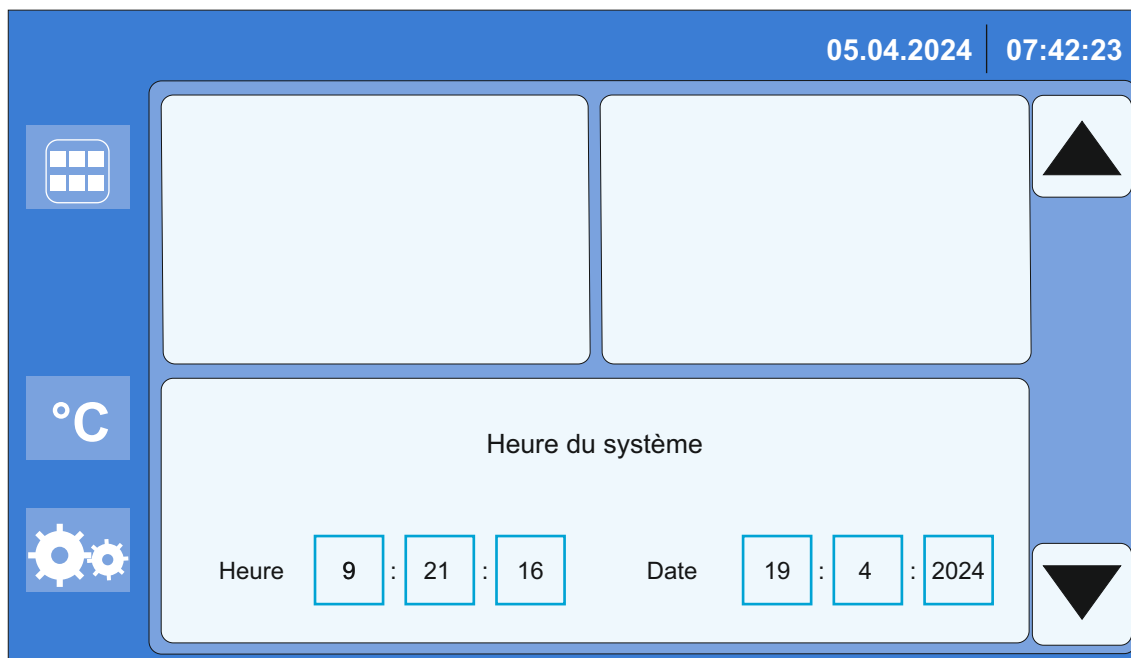 05.04.2024 07:42:23
°C
Heure du système
Heure 9 : 21 : 16 Date 19 : 4 : 2024